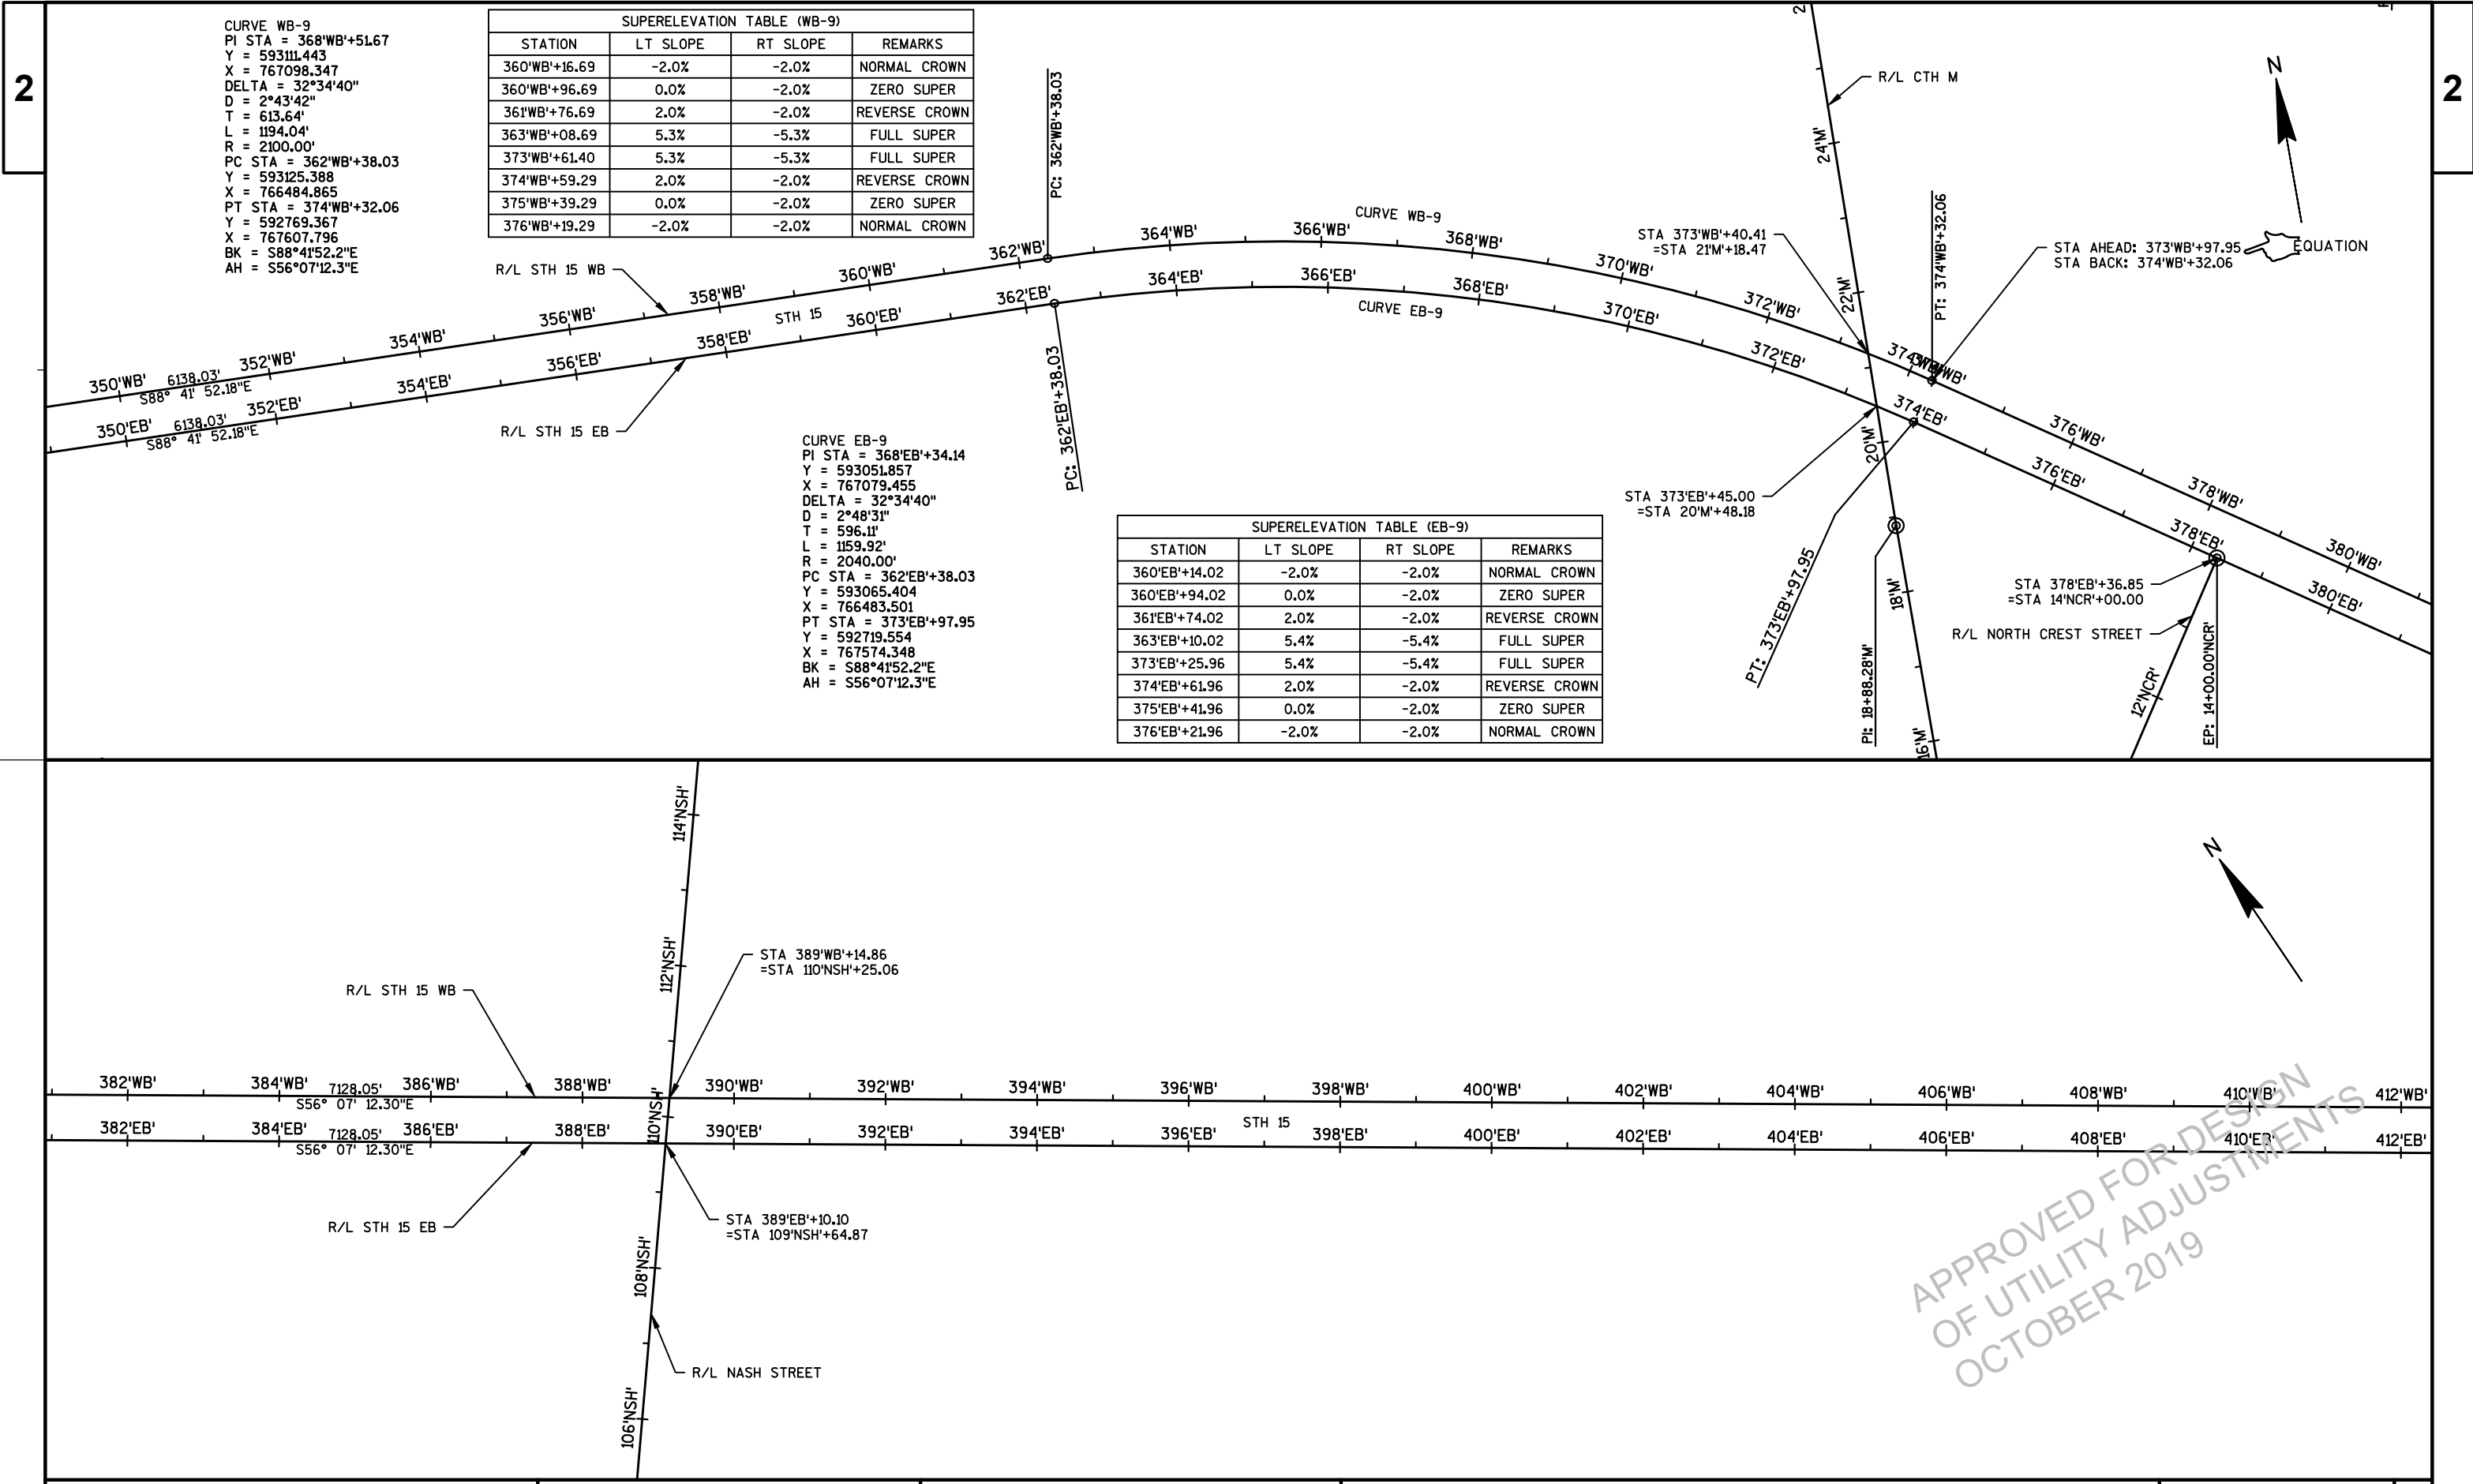 2
2
CURVE WB-9
PI STA = 368'WB'+51.67
Y = 593111.443
X = 767098.347
DELTA = 32°34'40"
D = 2°43'42"
T = 613.64'
L = 1194.04'
R = 2100.00'
PC STA = 362'WB'+38.03
Y = 593125.388
X = 766484.865
PT STA = 374'WB'+32.06
Y = 592769.367
X = 767607.796
BK = S88°41'52.2"E
AH = S56°07'12.3"E
SUPERELEVATION TABLE (WB-9)
STATION LT SLOPE RT SLOPE REMARKS
360'WB'+16.69 -2.0% -2.0% NORMAL CROWN
360'WB'+96.69 0.0% -2.0% ZERO SUPER
361'WB'+76.69 2.0% -2.0% REVERSE CROWN
363'WB'+08.69 5.3% -5.3% FULL SUPER
373'WB'+61.40 5.3% -5.3% FULL SUPER
374'WB'+59.29 2.0% -2.0% REVERSE CROWN
375'WB'+39.29 0.0% -2.0% ZERO SUPER
376'WB'+19.29 -2.0% -2.0% NORMAL CROWN
PC: 362'WB'+38.03
R/L CTH M
24'M'
22'M'
20'M'
18'M'
16'M'
N
CURVE WB-9
STA 373'WB'+40.41
=STA 21'M'+18.47
PT: 374'WB'+32.06
STA AHEAD: 373'WB'+97.95
STA BACK: 374'WB'+32.06
EQUATION
R/L STH 15 WB
350'WB'
352'WB'
354'WB'
356'WB'
358'WB'
360'WB'
362'WB'
364'WB'
366'WB'
368'WB'
370'WB'
372'WB'
376'WB'
378'WB'
380'WB'
6138.03'
S88° 41' 52.18"E
STH 15
350'EB'
352'EB'
354'EB'
356'EB'
358'EB'
360'EB'
362'EB'
364'EB'
366'EB'
368'EB'
370'EB'
372'EB'
374'EB'
376'EB'
378'EB'
380'EB'
6138.03'
S88° 41' 52.18"E
CURVE EB-9
R/L STH 15 EB
PC: 362'EB'+38.03
CURVE EB-9
PI STA = 368'EB'+34.14
Y = 593051.857
X = 767079.455
DELTA = 32°34'40"
D = 2°48'31"
T = 596.11'
L = 1159.92'
R = 2040.00'
PC STA = 362'EB'+38.03
Y = 593065.404
X = 766483.501
PT STA = 373'EB'+97.95
Y = 592719.554
X = 767574.348
BK = S88°41'52.2"E
AH = S56°07'12.3"E
SUPERELEVATION TABLE (EB-9)
STATION LT SLOPE RT SLOPE REMARKS
360'EB'+14.02 -2.0% -2.0% NORMAL CROWN
360'EB'+94.02 0.0% -2.0% ZERO SUPER
361'EB'+74.02 2.0% -2.0% REVERSE CROWN
363'EB'+10.02 5.4% -5.4% FULL SUPER
373'EB'+25.96 5.4% -5.4% FULL SUPER
374'EB'+61.96 2.0% -2.0% REVERSE CROWN
375'EB'+41.96 0.0% -2.0% ZERO SUPER
376'EB'+21.96 -2.0% -2.0% NORMAL CROWN
STA 373'EB'+45.00
=STA 20'M'+48.18
PT: 373'EB'+97.95
PI: 18+88.28'M'
STA 378'EB'+36.85
=STA 14'NCR'+00.00
R/L NORTH CREST STREET
12'NCR'
EP: 14+00.00'NCR'
114'NSH'
112'NSH'
110'NSH'
108'NSH'
106'NSH'
N
STA 389'WB'+14.86
=STA 110'NSH'+25.06
R/L STH 15 WB
382'WB' 384'WB' 7128.05' 386'WB' 388'WB' 390'WB' 392'WB' 394'WB' 396'WB' 398'WB' 400'WB' 402'WB' 404'WB' 406'WB' 408'WB' 410'WB' 412'WB'
S56° 07' 12.30"E
STH 15
382'EB' 384'EB' 7128.05' 386'EB' 388'EB' 390'EB' 392'EB' 394'EB' 396'EB' 398'EB' 400'EB' 402'EB' 404'EB' 406'EB' 408'EB' 410'EB' 412'EB'
S56° 07' 12.30"E
R/L STH 15 EB
STA 389'EB'+10.10
=STA 109'NSH'+64.87
R/L NASH STREET
APPROVED FOR DESIGN
OF UTILITY ADJUSTMENTS
OCTOBER 2019